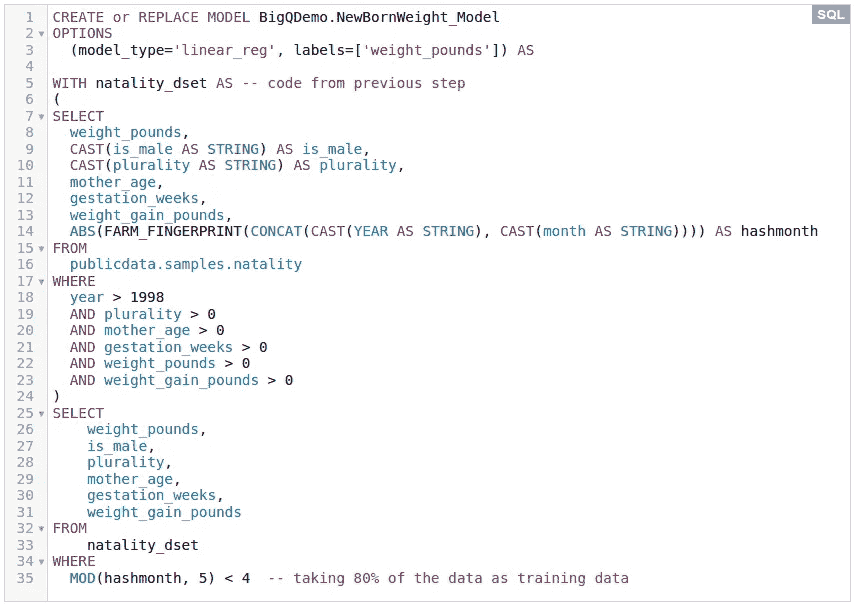 SQL
1 CREATE or REPLACE MODEL BigQDemo.NewBornWeight_Model
2 OPTIONS
3   (model_type='linear_reg', labels=['weight_pounds']) AS
4
5 WITH natality_dset AS -- code from previous step
6 (
7 SELECT
8   weight_pounds,
9   CAST(is_male AS STRING) AS is_male,
10   CAST(plurality AS STRING) AS plurality,
11   mother_age,
12   gestation_weeks,
13   weight_gain_pounds,
14   ABS(FARM_FINGERPRINT(CONCAT(CAST(YEAR AS STRING), CAST(month AS STRING)))) AS hashmonth
15 FROM
16   publicdata.samples.natality
17 WHERE
18   year > 1998
19   AND plurality > 0
20   AND mother_age > 0
21   AND gestation_weeks > 0
22   AND weight_pounds > 0
23   AND weight_gain_pounds > 0
24 )
25 SELECT
26     weight_pounds,
27     is_male,
28     plurality,
29     mother_age,
30     gestation_weeks,
31     weight_gain_pounds
32 FROM
33     natality_dset
34 WHERE
35   MOD(hashmonth, 5) < 4  -- taking 80% of the data as training data